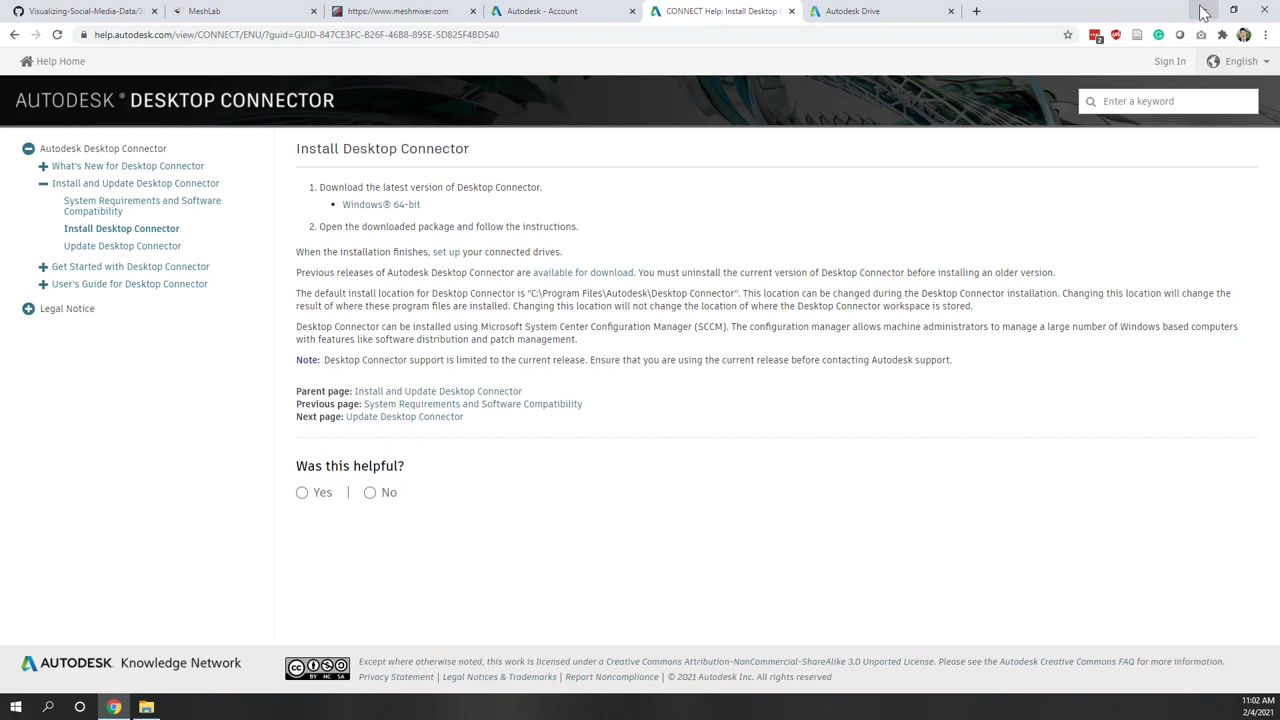 Visualizing-Social-Media-Data/3
MeshLab
https://www.meshmixer.com
Autodesk - Account
CONNECT Help: Install Desktop C
Autodesk Drive
help.autodesk.com/view/CONNECT/ENU/?guid=GUID-847CE3FC-B26F-46B8-895E-5D825F4BD540
2
Help Home
Sign In
English
AUTODESK® DESKTOP CONNECTOR
Enter a keyword
Autodesk Desktop Connector
What's New for Desktop Connector
Install and Update Desktop Connector
System Requirements and Software
Compatibility
Install Desktop Connector
Update Desktop Connector
Get Started with Desktop Connector
User's Guide for Desktop Connector
Legal Notice
Install Desktop Connector
1. Download the latest version of Desktop Connector.
• Windows® 64-bit
2. Open the downloaded package and follow the instructions.
When the installation finishes, set up your connected drives.
Previous releases of Autodesk Desktop Connector are available for download. You must uninstall the current version of Desktop Connector before installing an older version.
The default install location for Desktop Connector is "C:\Program Files\Autodesk\Desktop Connector". This location can be changed during the Desktop Connector installation. Changing this location will change the
result of where these program files are installed. Changing this location will not change the location of where the Desktop Connector workspace is stored.
Desktop Connector can be installed using Microsoft System Center Configuration Manager (SCCM). The configuration manager allows machine administrators to manage a large number of Windows based computers
with features like software distribution and patch management.
Note: Desktop Connector support is limited to the current release. Ensure that you are using the current release before contacting Autodesk support.
Parent page: Install and Update Desktop Connector
Previous page: System Requirements and Software Compatibility
Next page: Update Desktop Connector
Was this helpful?
Yes | No
AUTODESK® Knowledge Network
CC BY NC SA
Except where otherwise noted, this work is licensed under a Creative Commons Attribution-NonCommercial-ShareAlike 3.0 Unported License. Please see the Autodesk Creative Commons FAQ for more information.
Privacy Statement | Legal Notices & Trademarks | Report Noncompliance | © 2021 Autodesk Inc. All rights reserved
11:02 AM
2/4/2021